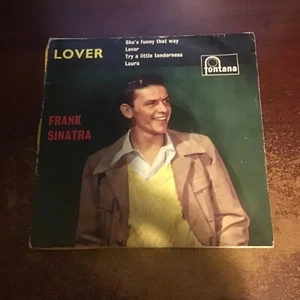 LOVER
She's funny that way
Lover
Try a little tenderness
Laura
fontana
FRANK
SINATRA